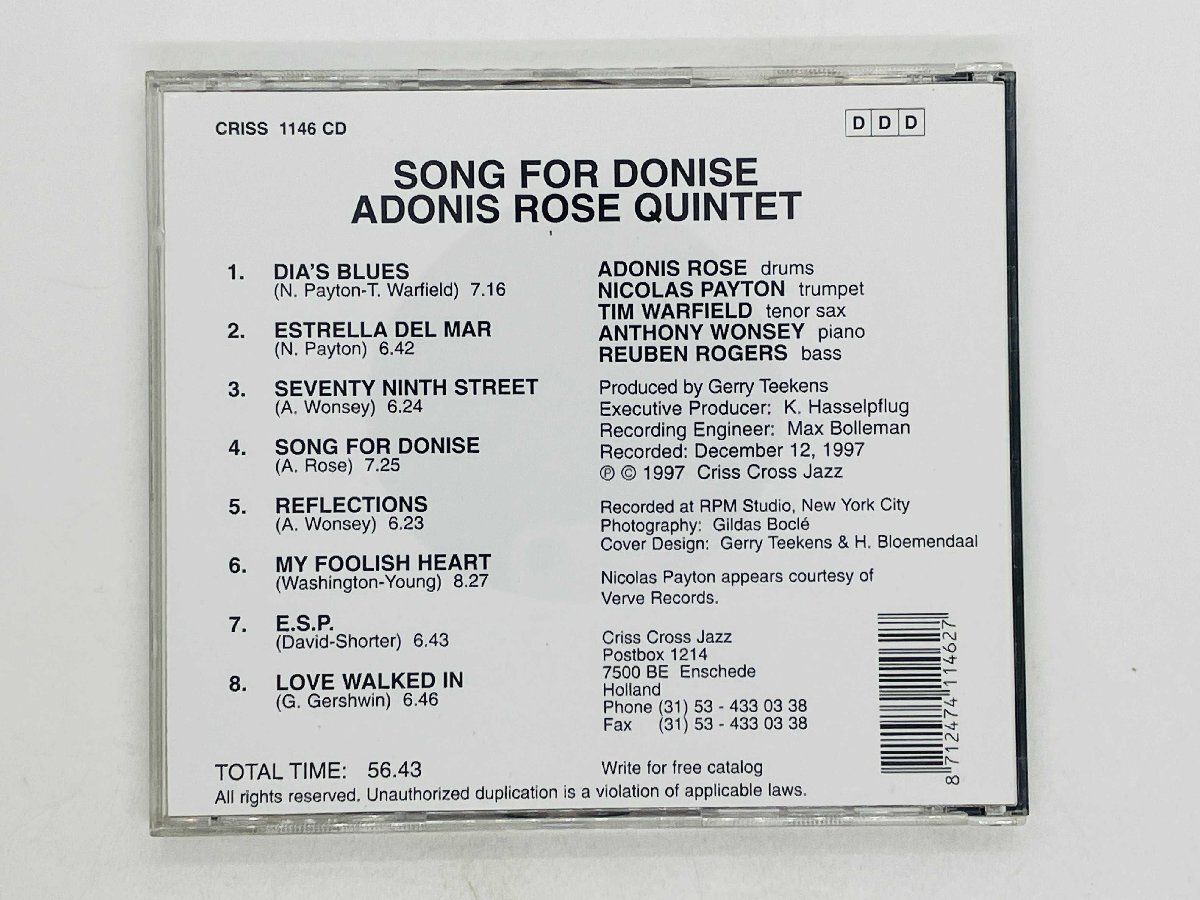 CRISS 1146 CD
D D D
SONG FOR DONISE
ADONIS ROSE QUINTET
1. DIA'S BLUES
(N. Payton-T. Warfield) 7.16
2. ESTRELLA DEL MAR
(N. Payton) 6.42
3. SEVENTY NINTH STREET
(A. Wonsey) 6.24
4. SONG FOR DONISE
(A. Rose) 7.25
5. REFLECTIONS
(A. Wonsey) 6.23
6. MY FOOLISH HEART
(Washington-Young) 8.27
7. E.S.P.
(David-Shorter) 6.43
8. LOVE WALKED IN
(G. Gershwin) 6.46
TOTAL TIME: 56.43
ADONIS ROSE drums
NICOLAS PAYTON trumpet
TIM WARFIELD tenor sax
ANTHONY WONSEY piano
REUBEN ROGERS bass
Produced by Gerry Teekens
Executive Producer: K. Hasselpflug
Recording Engineer: Max Bolleman
Recorded: December 12, 1997
℗ © 1997 Criss Cross Jazz
Recorded at RPM Studio, New York City
Photography: Gildas Boclé
Cover Design: Gerry Teekens & H. Bloemendaal
Nicolas Payton appears courtesy of
Verve Records.
Criss Cross Jazz
Postbox 1214
7500 BE Enschede
Holland
Phone (31) 53 - 433 03 38
Fax (31) 53 - 433 03 38
Write for free catalog
8 712474 114627
All rights reserved. Unauthorized duplication is a violation of applicable laws.